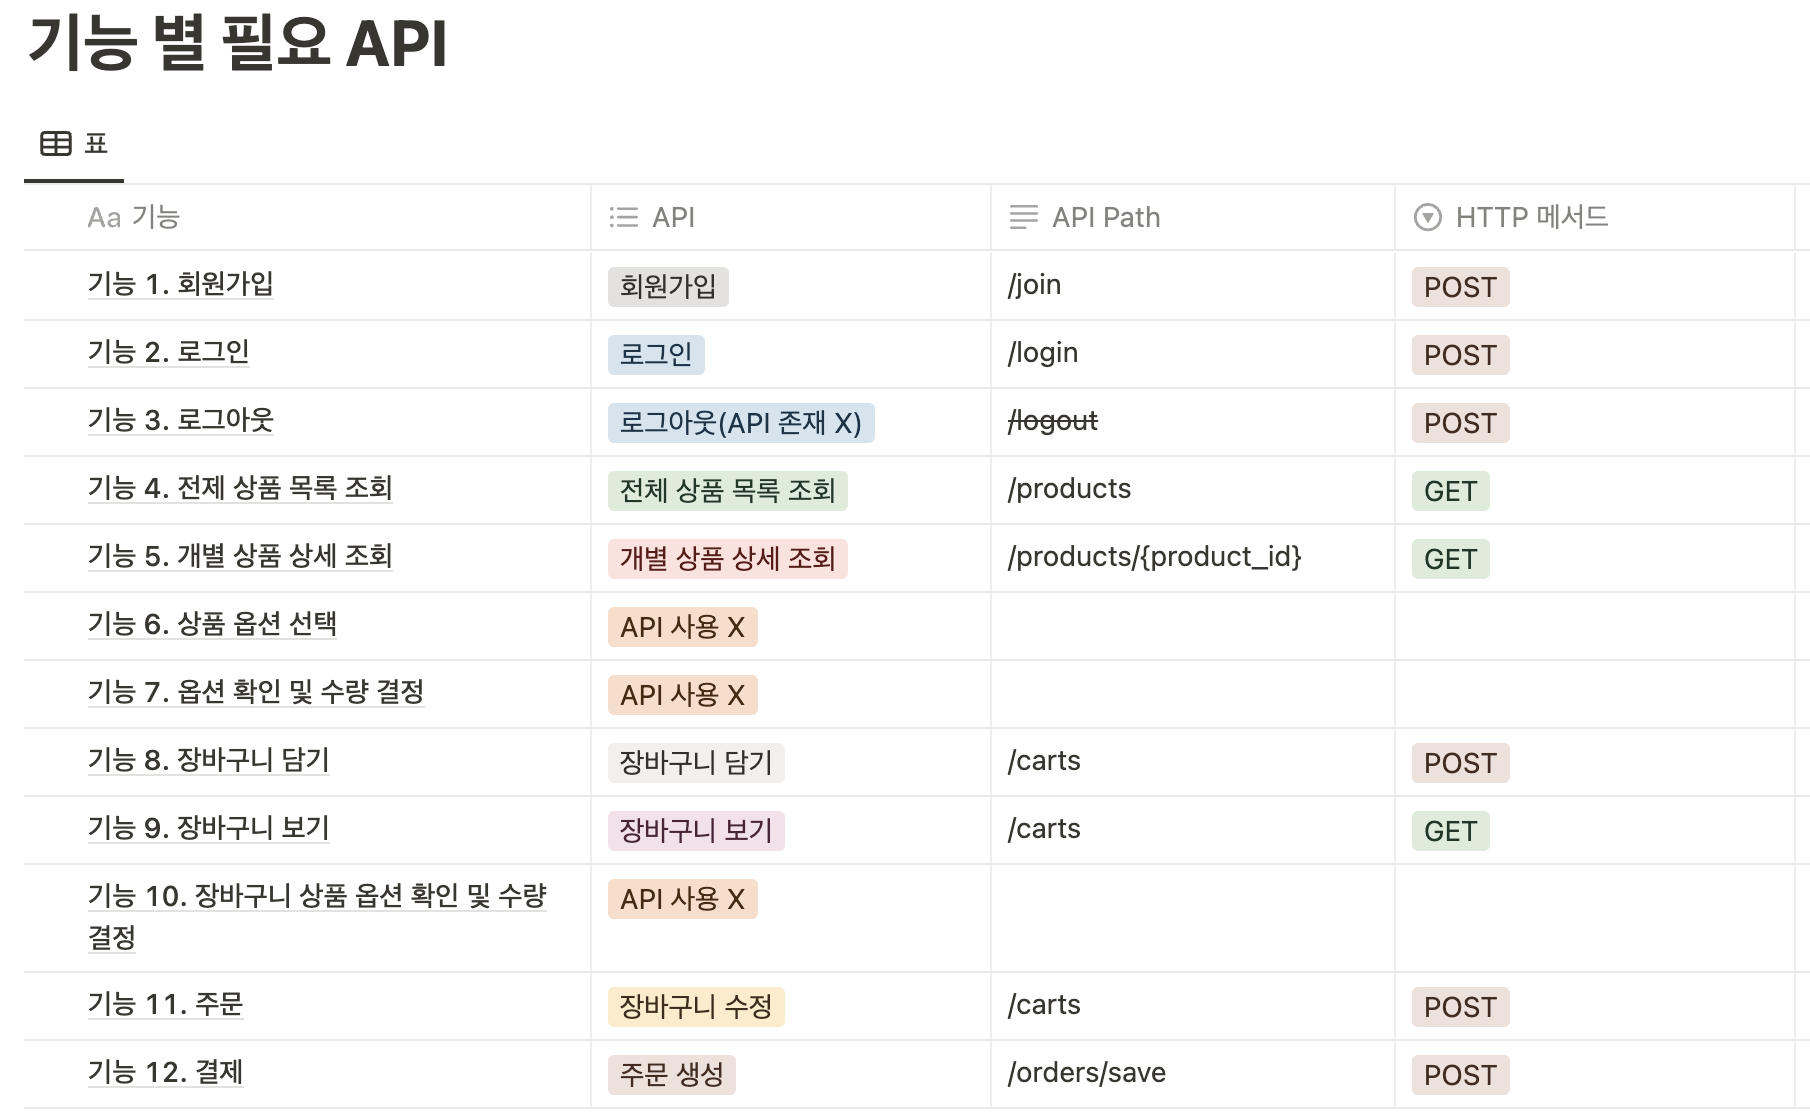 기능 별 필요 API
표
Aa 기능 API API Path HTTP 메서드
기능 1. 회원가입 회원가입 /join POST
기능 2. 로그인 로그인 /login POST
기능 3. 로그아웃 로그아웃(API 존재 X) /logout POST
기능 4. 전제 상품 목록 조회 전체 상품 목록 조회 /products GET
기능 5. 개별 상품 상세 조회 개별 상품 상세 조회 /products/{product_id} GET
기능 6. 상품 옵션 선택 API 사용 X
기능 7. 옵션 확인 및 수량 결정 API 사용 X
기능 8. 장바구니 담기 장바구니 담기 /carts POST
기능 9. 장바구니 보기 장바구니 보기 /carts GET
기능 10. 장바구니 상품 옵션 확인 및 수량 API 사용 X
결정
기능 11. 주문 장바구니 수정 /carts POST
기능 12. 결제 주문 생성 /orders/save POST